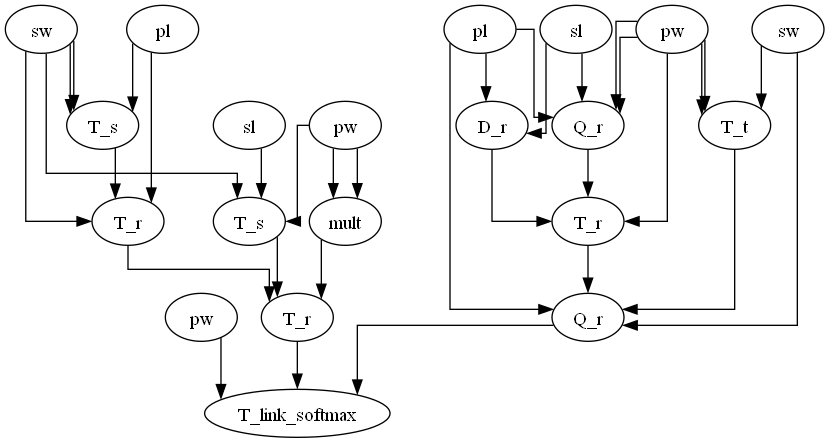 sw
pl
pl
sl
pw
sw
T_s
sl
pw
D_r
Q_r
T_t
T_r
T_s
mult
T_r
pw
T_r
Q_r
T_link_softmax